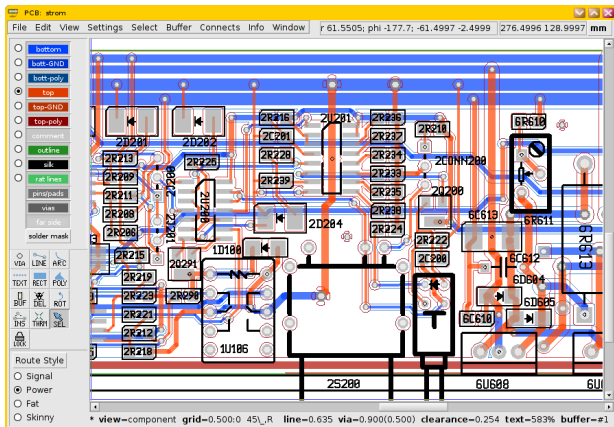 PCB: strom
File Edit View Settings Select Buffer Connects Info Window
r 61.5505; phi -177.7; -61.4997 -2.4999 276.4996 128.9997 mm
bottom
bott-GND
bott-poly
top
top-GND
top-poly
comment
outline
silk
rat lines
pins/pads
vias
far side
solder mask
VIA LINE ARC
TEXT RECT POLY
BUF DEL ROT
INS THRM SEL
LOCK
Route Style
Signal
Power
Fat
Skinny
2R216 2U201 2R236 6R610
2D201 2D202 2C201 2R237 2R210
2R213 2R225 2R228 2R234 2CONN200
2R209 2R233
2R211 2R239 2R235 2Q200
2R208 2R230 6C613 6R611
2R206 2D204 2R224
2R215 1D100 2R222 6R613
2Q291 2C200 6C612
2R219 6D604
2R223 2R290 6D605
2R221 6C610
2R212
2R218 1U106
2S200 6U608
view=component grid=0.500:0 45\_,R line=0.635 via=0.900(0.500) clearance=0.254 text=583% buffer=#1